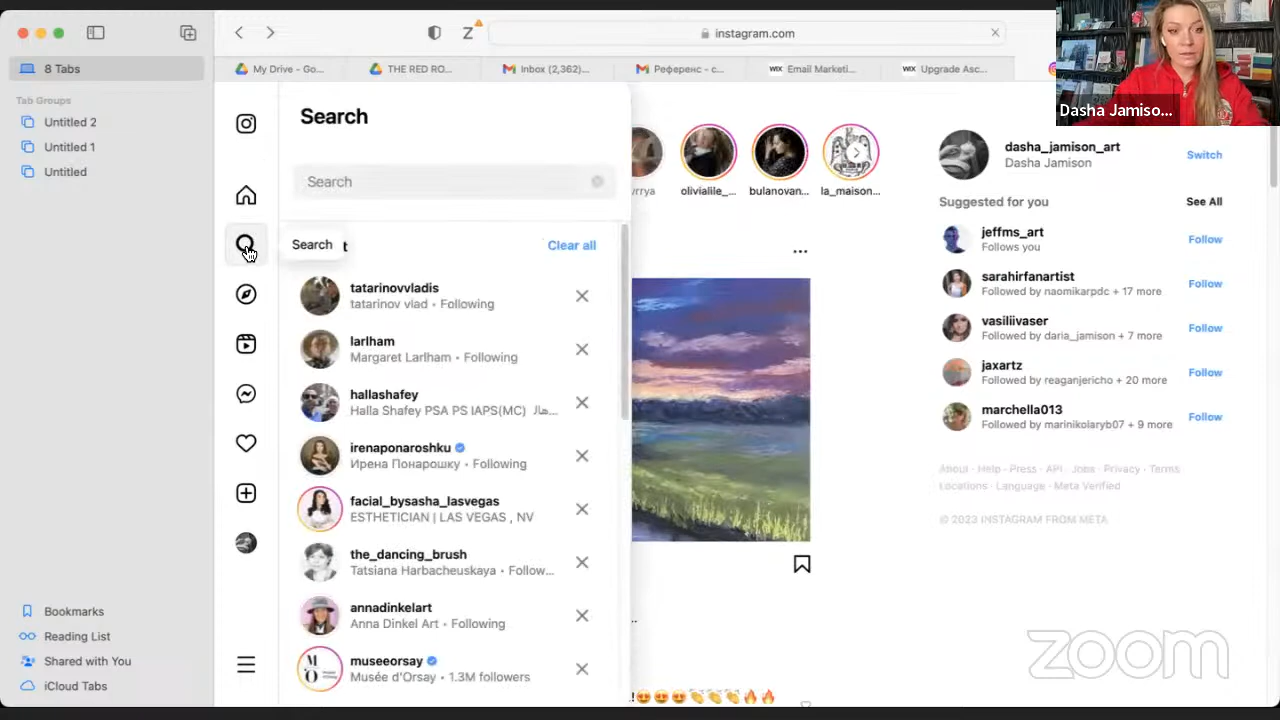 instagram.com
8 Tabs
Tab Groups
Untitled 2
Untitled 1
Untitled
Bookmarks
Reading List
Shared with You
iCloud Tabs
My Drive - Go...
THE RED RO...
Inbox (2,362)...
Референс - с...
WIX Email Marketi...
WIX Upgrade Asc...
Search
Search
Search
t
Clear all
tatarinovvladis
tatarinov vlad • Following
larlham
Margaret Larlham • Following
hallashafey
Halla Shafey PSA PS IAPS(MC) هالا...
irenaponaroshku
Ирена Понарошку • Following
facial_bysasha_lasvegas
ESTHETICIAN | LAS VEGAS , NV
the_dancing_brush
Tatsiana Harbacheuskaya • Follow...
annadinkelart
Anna Dinkel Art • Following
museeorsay
Musée d'Orsay • 1.3M followers
olivialile_...
bulanovan...
la_maison...
dasha_jamison_art
Dasha Jamison
Switch
Suggested for you
See All
jeffms_art
Follows you
Follow
sarahirfanartist
Followed by naomikarpdc + 17 more
Follow
vasiliivaser
Followed by daria_jamison + 7 more
Follow
jaxartz
Followed by reaganjericho + 20 more
Follow
marchella013
Followed by marinikolaryb07 + 9 more
Follow
About · Help · Press · API · Jobs · Privacy · Terms
Locations · Language · Meta Verified
© 2023 INSTAGRAM FROM META
Dasha Jamiso...
zoom